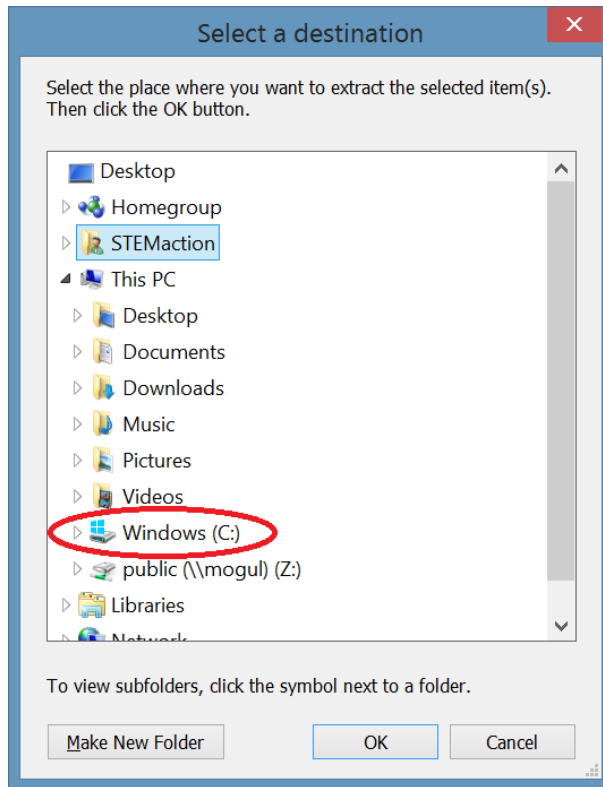 Select a destination
Select the place where you want to extract the selected item(s).
Then click the OK button.
Desktop
Homegroup
STEMaction
This PC
Desktop
Documents
Downloads
Music
Pictures
Videos
Windows (C:)
public (\\mogul) (Z:)
Libraries
Network
To view subfolders, click the symbol next to a folder.
Make New Folder OK Cancel